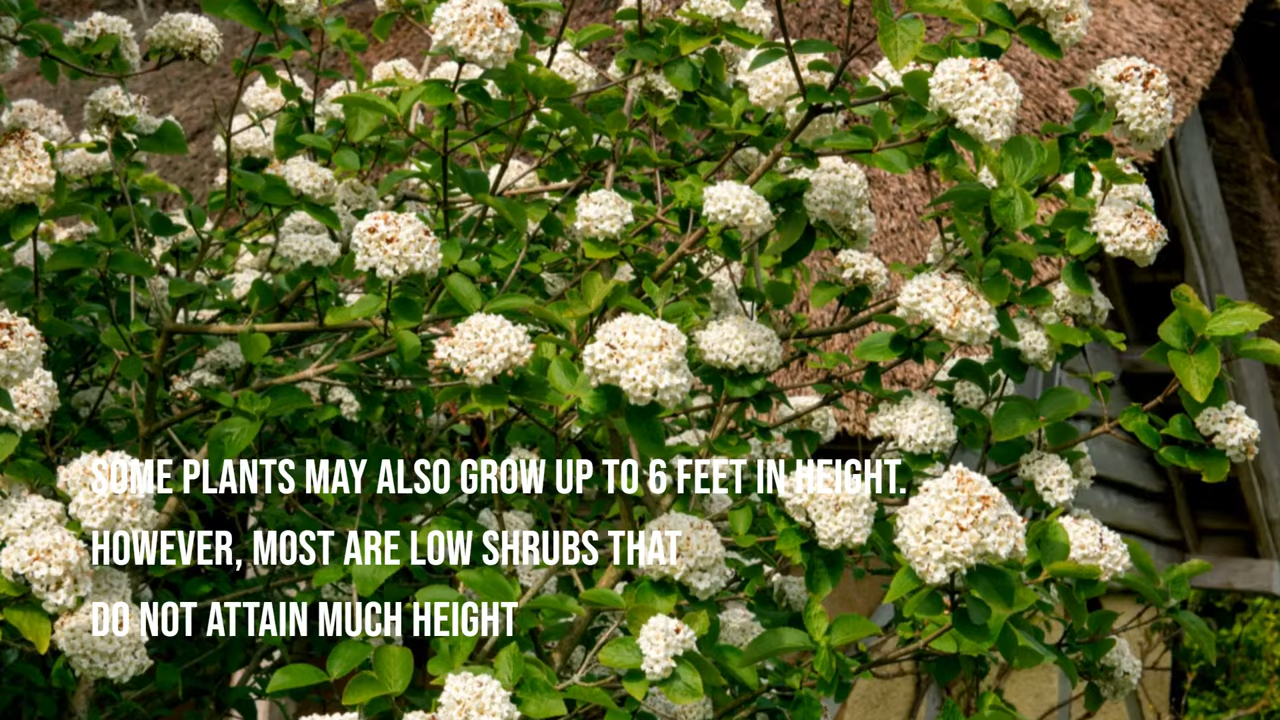 SOME PLANTS MAY ALSO GROW UP TO 6 FEET IN HEIGHT.
HOWEVER, MOST ARE LOW SHRUBS THAT
DO NOT ATTAIN MUCH HEIGHT